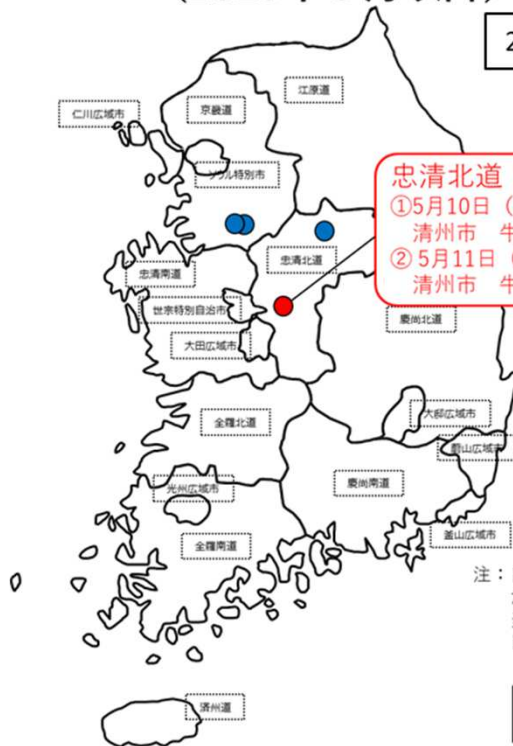 2
江原道
京畿道
仁川広域市
ソウル特別市
忠清北道
①5月10日（
清州市 牛
② 5月11日（
清州市 牛
忠清北道
忠清南道
世宗特別自治市
慶尚北道
大田広域市
大邱広域市
全羅北道
蔚山広域市
慶尚南道
光州広域市
釜山広域市
全羅南道
注：
済州道